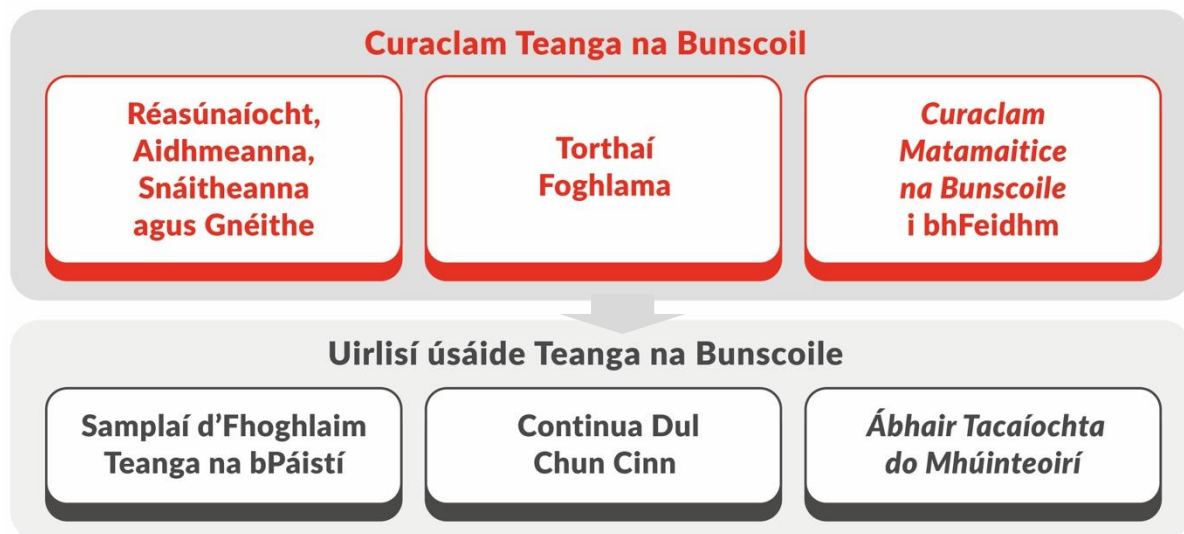 Curaclam Teanga na Bunscoil
Réasúnaíocht,
Aidhmeanna,
Snáitheanna
agus Gnéithe
Torthaí
Foghlama
Curaclam
Matamaitice
na Bunscoile
i bhFeidhm
Uirlisí úsáide Teanga na Bunscoile
Samplaí d’Fhoghlaim
Teanga na bPáistí
Continua Dul
Chun Cinn
Ábhair Tacaíochta
do Mhúinteoirí